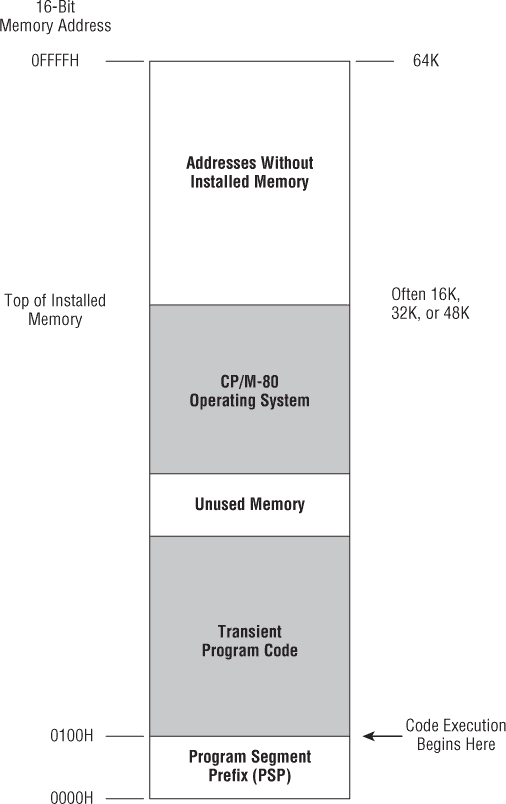 16-Bit
Memory Address
0FFFFH
64K
Addresses Without
Installed Memory
Top of Installed
Memory
Often 16K,
32K, or 48K
CP/M-80
Operating System
Unused Memory
Transient
Program Code
0100H
Code Execution
Begins Here
Program Segment
Prefix (PSP)
0000H